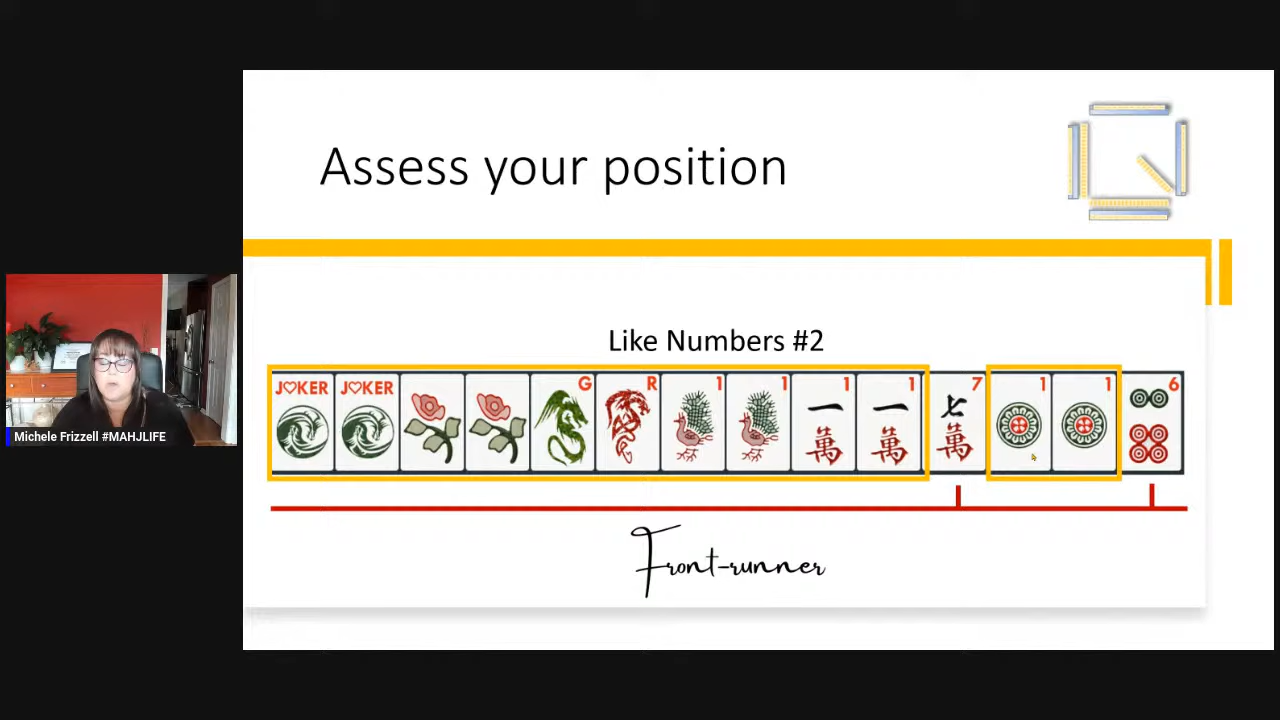 Assess your position
Like Numbers #2
JOKER JOKER G R 1 1 1 1 7 1 1 6
一 一 七
萬 萬 萬
Front-runner
Michele Frizzell #MAHJLIFE